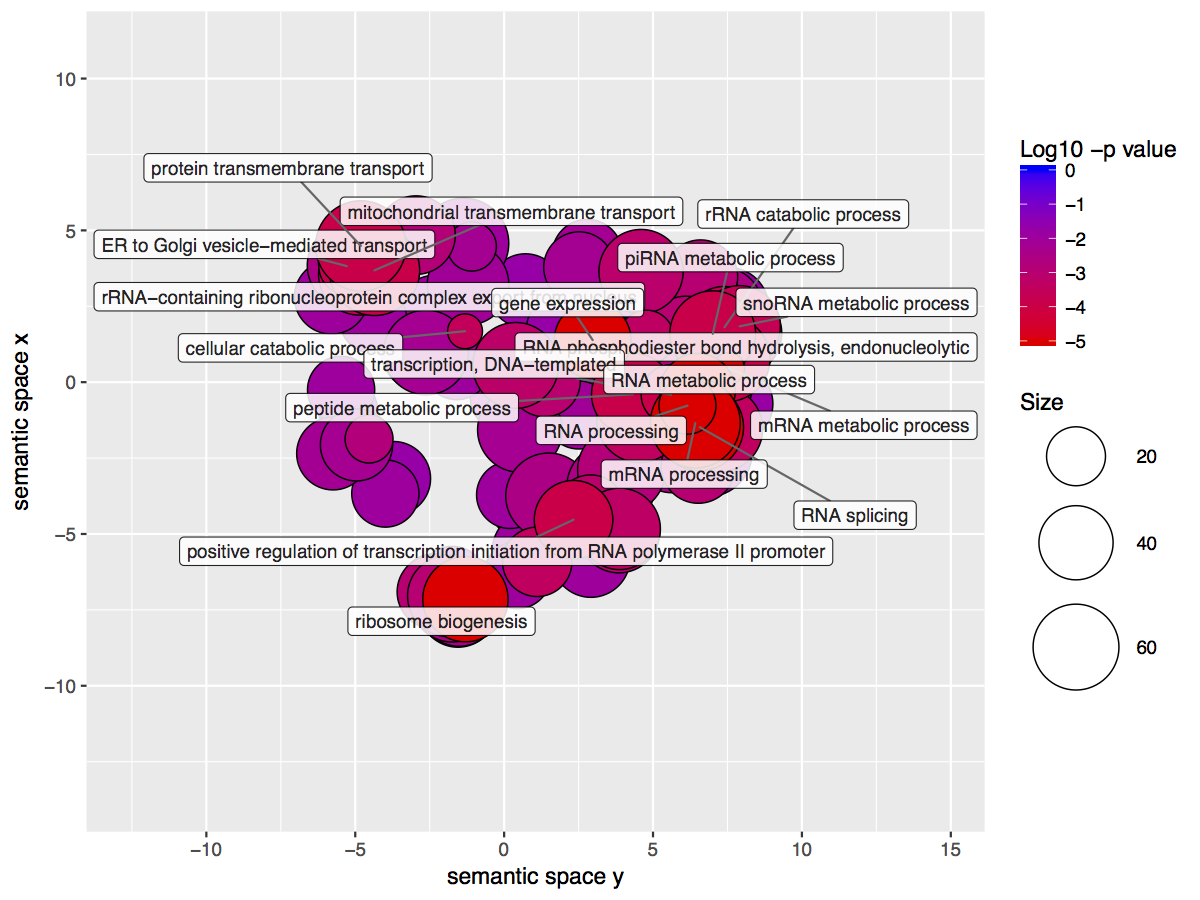 protein transmembrane transport
mitochondrial transmembrane transport
rRNA catabolic process
ER to Golgi vesicle−mediated transport
piRNA metabolic process
rRNA−containing ribonucleoprotein complex export from nucleus
gene expression
snoRNA metabolic process
cellular catabolic process
RNA phosphodiester bond hydrolysis, endonucleolytic
transcription, DNA−templated
RNA metabolic process
peptide metabolic process
mRNA metabolic process
RNA processing
mRNA processing
RNA splicing
positive regulation of transcription initiation from RNA polymerase II promoter
ribosome biogenesis
10
5
0
−5
−10
semantic space x
−10
−5
0
5
10
15
semantic space y
Log10 −p value
0
−1
−2
−3
−4
−5
Size
20
40
60